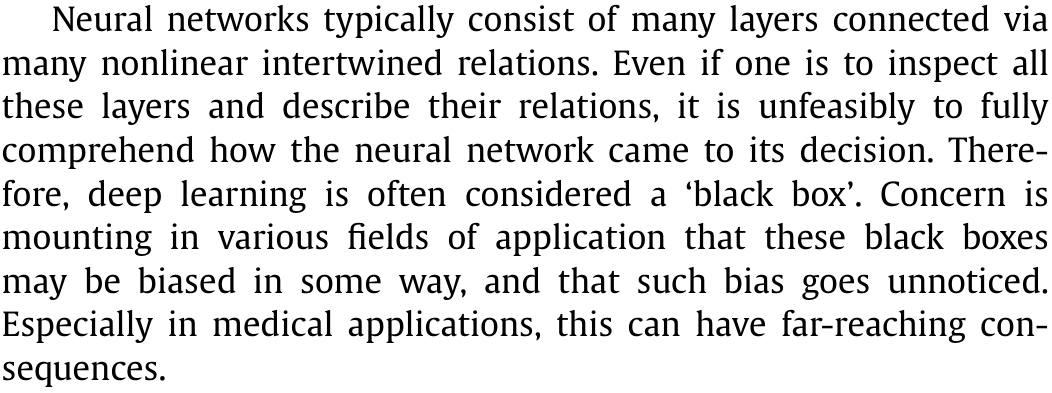 Neural networks typically consist of many layers connected via
many nonlinear intertwined relations. Even if one is to inspect all
these layers and describe their relations, it is unfeasibly to fully
comprehend how the neural network came to its decision. There-
fore, deep learning is often considered a ‘black box’. Concern is
mounting in various fields of application that these black boxes
may be biased in some way, and that such bias goes unnoticed.
Especially in medical applications, this can have far-reaching con-
sequences.